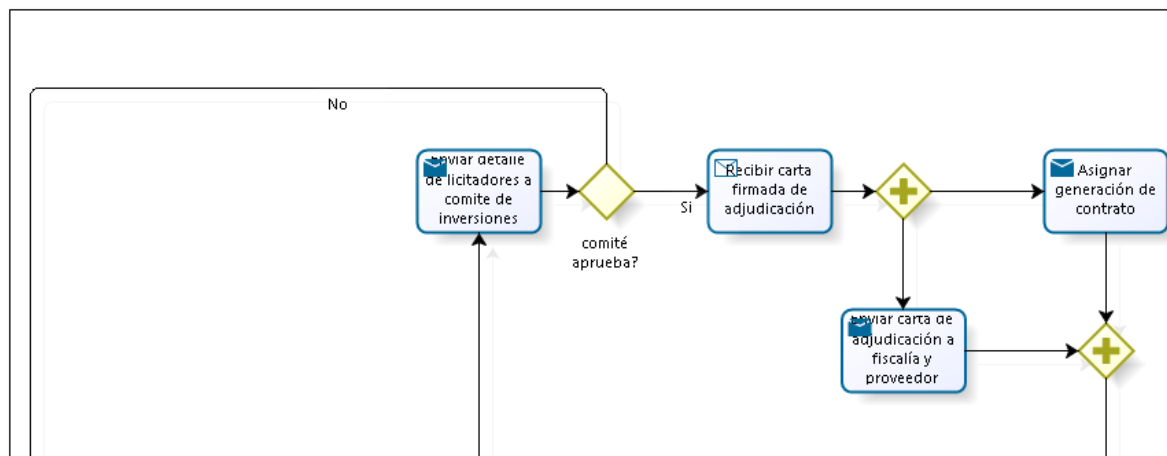 No
Enviar detalle
de licitadores a
comite de
inversiones
comité
aprueba?
Si
Recibir carta
firmada de
adjudicación
Asignar
generación de
contrato
Enviar carta de
adjudicación a
fiscalía y
proveedor